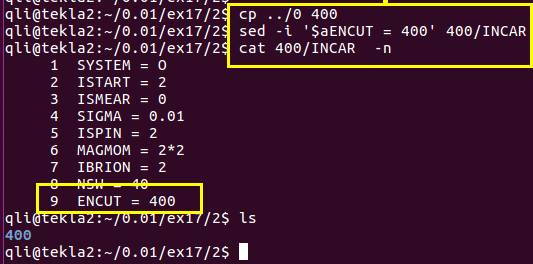 qli@tekla2:~/0.01/ex17/2$ cp ../0 400
qli@tekla2:~/0.01/ex17/2$ sed -i '$aENCUT = 400' 400/INCAR
qli@tekla2:~/0.01/ex17/2$ cat 400/INCAR  -n
     1  SYSTEM = O
     2  ISTART = 2
     3  ISMEAR = 0
     4  SIGMA = 0.01
     5  ISPIN = 2
     6  MAGMOM = 2*2
     7  IBRION = 2
     8  NSW = 40
     9  ENCUT = 400
qli@tekla2:~/0.01/ex17/2$ ls
400
qli@tekla2:~/0.01/ex17/2$